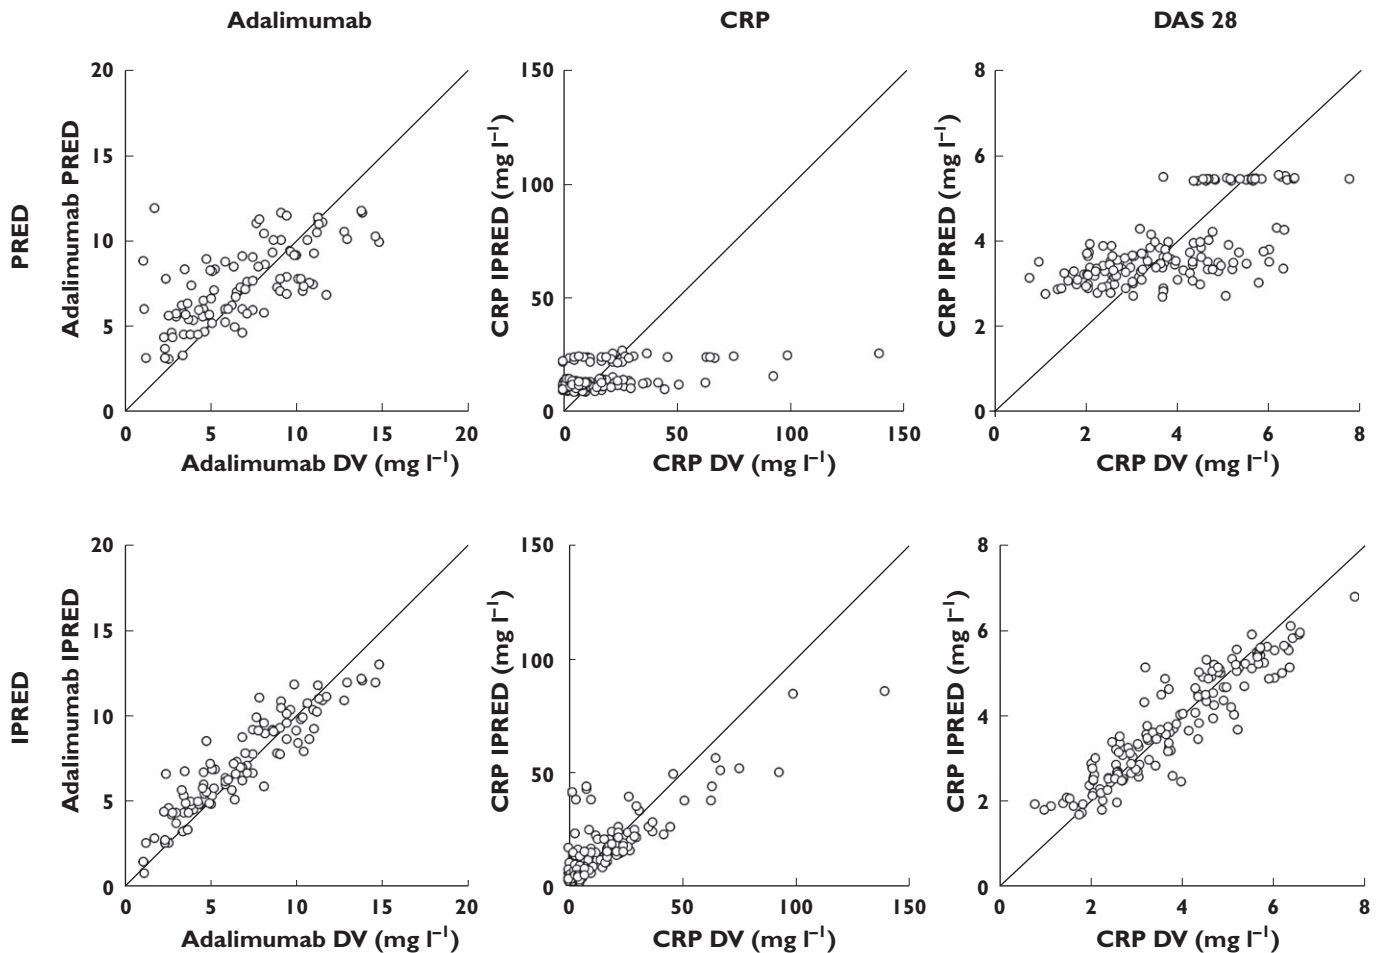 Adalimumab CRP DAS 28
PRED
Adalimumab PRED
20
15
10
5
0
0 5 10 15 20
Adalimumab DV (mg l⁻¹)
CRP IPRED (mg l⁻¹)
150
100
50
0
0 50 100 150
CRP DV (mg l⁻¹)
CRP IPRED (mg l⁻¹)
8
6
4
2
0
0 2 4 6 8
CRP DV (mg l⁻¹)
IPRED
Adalimumab IPRED
20
15
10
5
0
0 5 10 15 20
Adalimumab DV (mg l⁻¹)
CRP IPRED (mg l⁻¹)
150
100
50
0
0 50 100 150
CRP DV (mg l⁻¹)
CRP IPRED (mg l⁻¹)
8
6
4
2
0
2 4 6 8
CRP DV (mg l⁻¹)